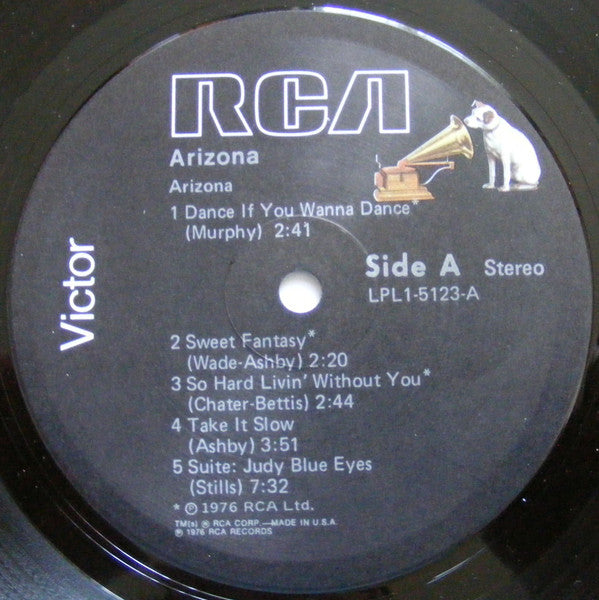 RCA
Arizona
Arizona
1 Dance If You Wanna Dance*
(Murphy) 2:41
Side A Stereo
LPL1-5123-A
Victor
2 Sweet Fantasy*
(Wade-Ashby) 2:20
3 So Hard Livin' Without You*
(Chater-Bettis) 2:44
4 Take It Slow
(Ashby) 3:51
5 Suite: Judy Blue Eyes
(Stills) 7:32
* ℗ 1976 RCA Ltd.
TM(s) ® RCA CORP.—MADE IN U.S.A.
℗ 1976 RCA RECORDS